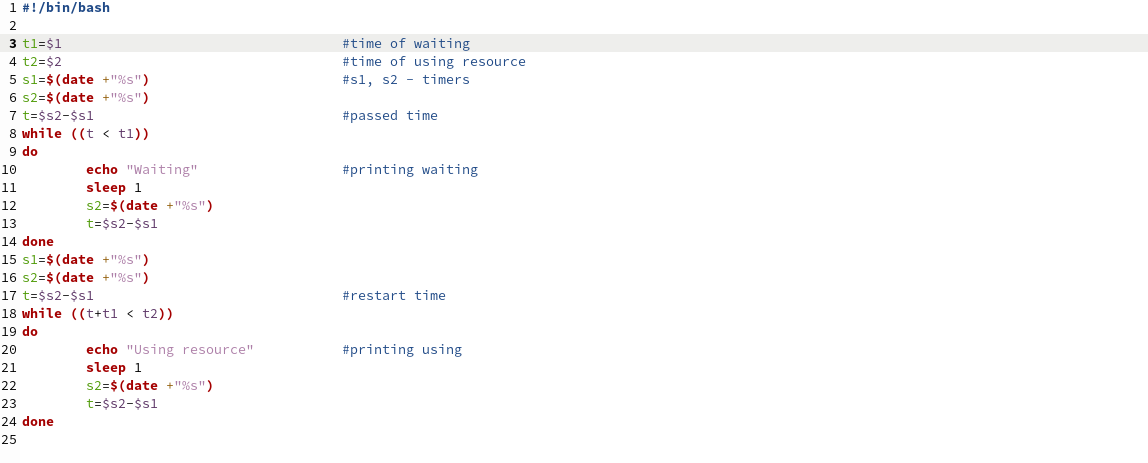 1 #!/bin/bash
2
3 t1=$1 #time of waiting
4 t2=$2 #time of using resource
5 s1=$(date +"%s") #s1, s2 - timers
6 s2=$(date +"%s")
7 t=$s2-$s1 #passed time
8 while ((t < t1))
9 do
10 echo "Waiting" #printing waiting
11 sleep 1
12 s2=$(date +"%s")
13 t=$s2-$s1
14 done
15 s1=$(date +"%s")
16 s2=$(date +"%s")
17 t=$s2-$s1 #restart time
18 while ((t+t1 < t2))
19 do
20 echo "Using resource" #printing using
21 sleep 1
22 s2=$(date +"%s")
23 t=$s2-$s1
24 done
25